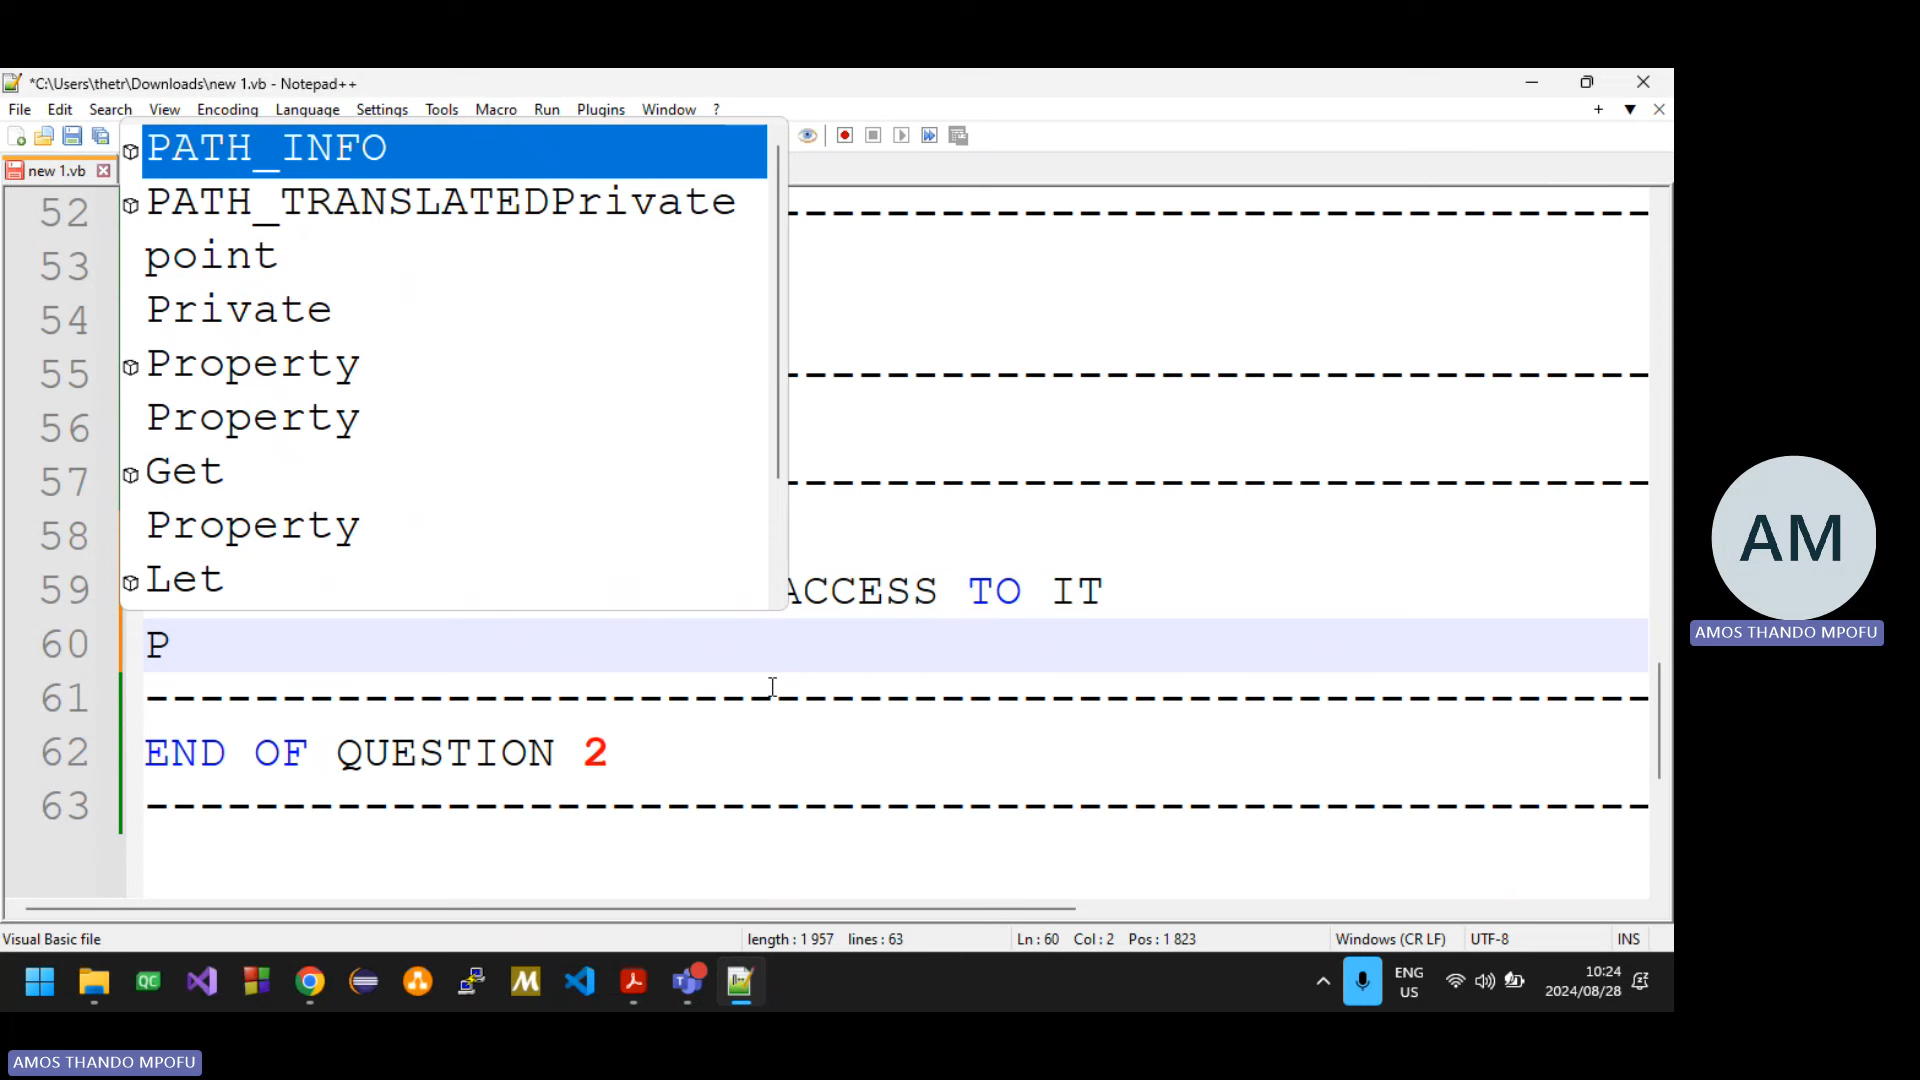 *C:\Users\thetr\Downloads\new 1.vb - Notepad++
File Edit Search View Encoding Language Settings Tools Macro Run Plugins Window ?
new 1.vb
PATH_INFO
PATH_TRANSLATEDPrivate
point
Private
Property
Property
Get
Property
Let
52 --------------------------------
53
54
55 --------------------------------
56
57 --------------------------------
58
59 ACCESS TO IT
60 P
61 -------------------------------------------------------
62 END OF QUESTION 2
63 -------------------------------------------------------
Visual Basic file length : 1 957 lines : 63 Ln : 60 Col : 2 Pos : 1 823 Windows (CR LF) UTF-8 INS
QC
ENG
US
10:24
2024/08/28
AM
AMOS THANDO MPOFU
AMOS THANDO MPOFU